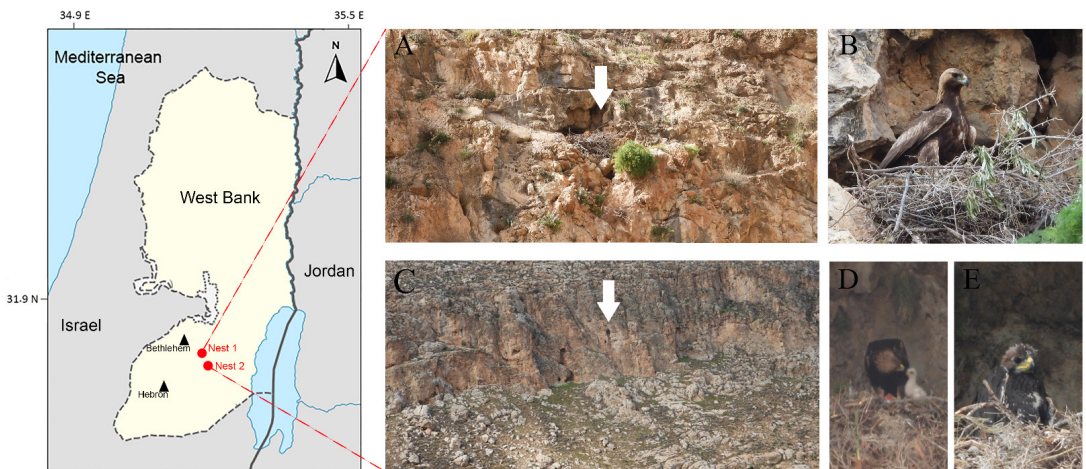 34.9 E
35.5 E
Mediterranean
Sea
N
West Bank
Jordan
31.9 N
Israel
Bethlehem
Nest 1
Nest 2
Hebron
A
B
C
D
E